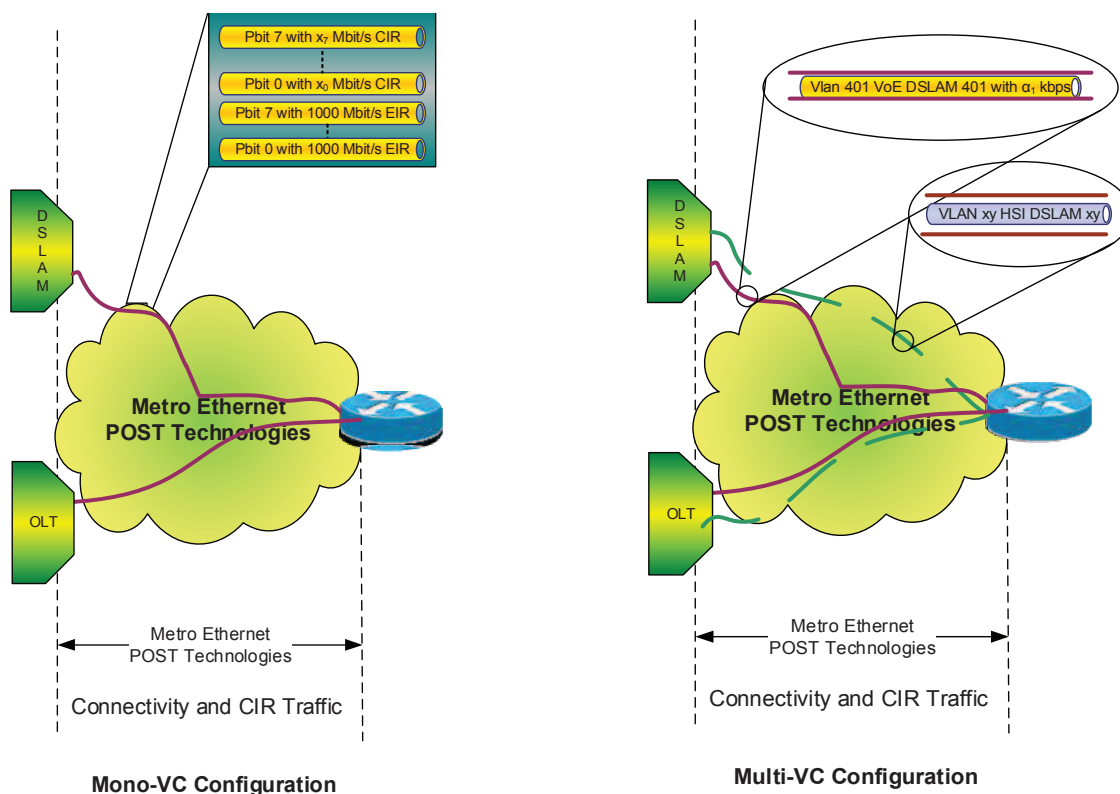 Pbit 7 with x7 Mbit/s CIR
Pbit 0 with x0 Mbit/s CIR
Pbit 7 with 1000 Mbit/s EIR
Pbit 0 with 1000 Mbit/s EIR
DSLAM
Metro Ethernet
POST Technologies
OLT
Metro Ethernet
POST Technologies
Connectivity and CIR Traffic
Mono-VC Configuration
Vlan 401 VoE DSLAM 401 with α1 kbps
VLAN xy HSI DSLAM xy
DSLAM
Metro Ethernet
POST Technologies
OLT
Metro Ethernet
POST Technologies
Connectivity and CIR Traffic
Multi-VC Configuration